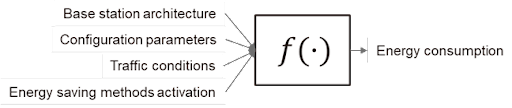 Base station architecture
Configuration parameters
Traffic conditions
Energy saving methods activation
f(·)
Energy consumption